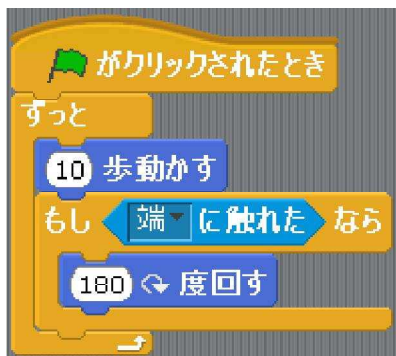 がクリックされたとき
ずっと
10 歩動かす
もし 端 に触れた なら
180 度回す